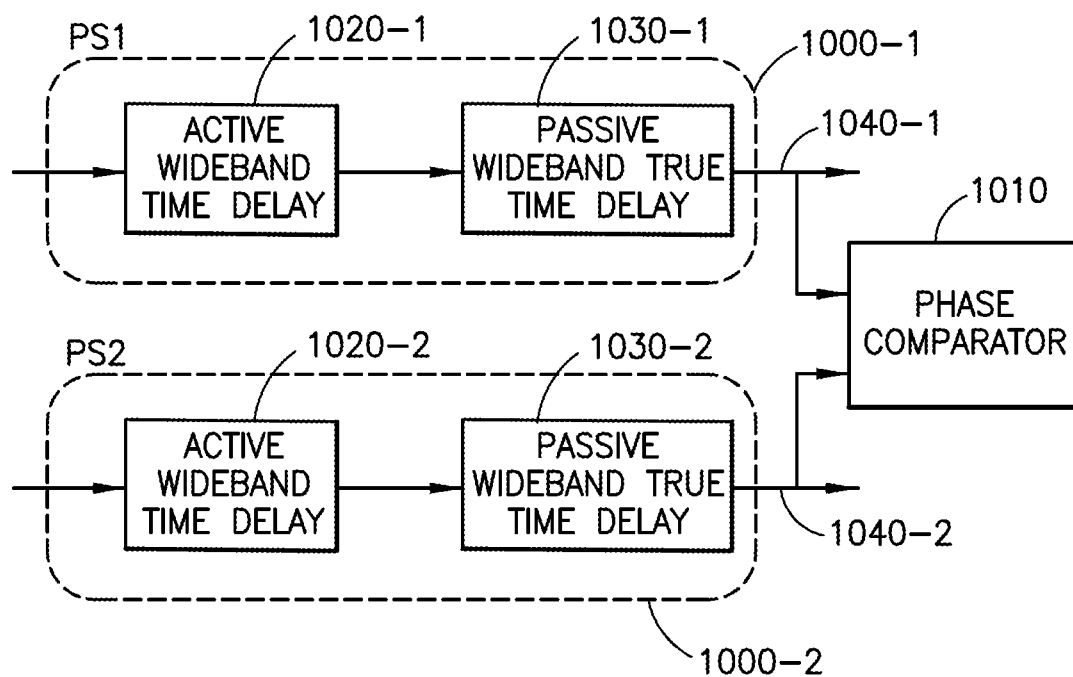 PS1
1020-1
1030-1
1000-1
1040-1
ACTIVE
WIDEBAND
TIME DELAY
PASSIVE
WIDEBAND TRUE
TIME DELAY
1010
PHASE
COMPARATOR
PS2
1020-2
1030-2
ACTIVE
WIDEBAND
TIME DELAY
PASSIVE
WIDEBAND TRUE
TIME DELAY
1040-2
1000-2